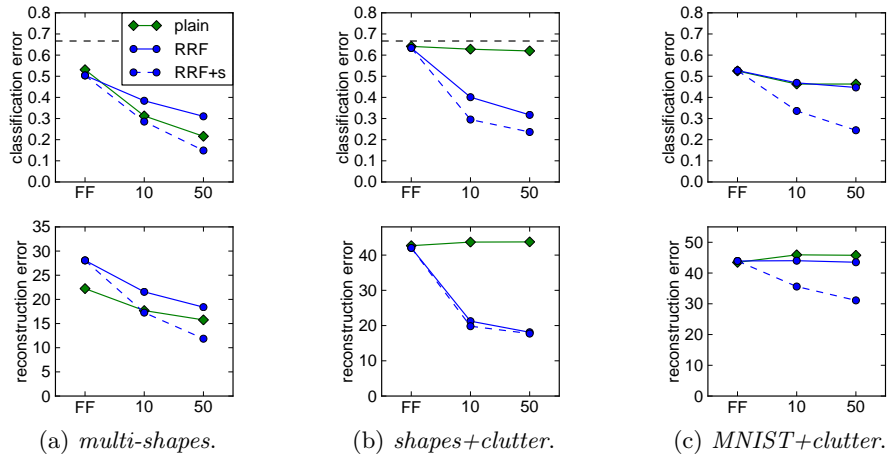 plain
RRF
RRF+s
classification error
0.8
0.7
0.6
0.5
0.4
0.3
0.2
0.1
0.0
FF 10 50
classification error
0.8
0.7
0.6
0.5
0.4
0.3
0.2
0.1
0.0
FF 10 50
classification error
0.8
0.7
0.6
0.5
0.4
0.3
0.2
0.1
0.0
FF 10 50
reconstruction error
35
30
25
20
15
10
5
0
FF 10 50
reconstruction error
40
30
20
10
0
FF 10 50
reconstruction error
50
40
30
20
10
0
FF 10 50
(a) multi-shapes.
(b) shapes+clutter.
(c) MNIST+clutter.